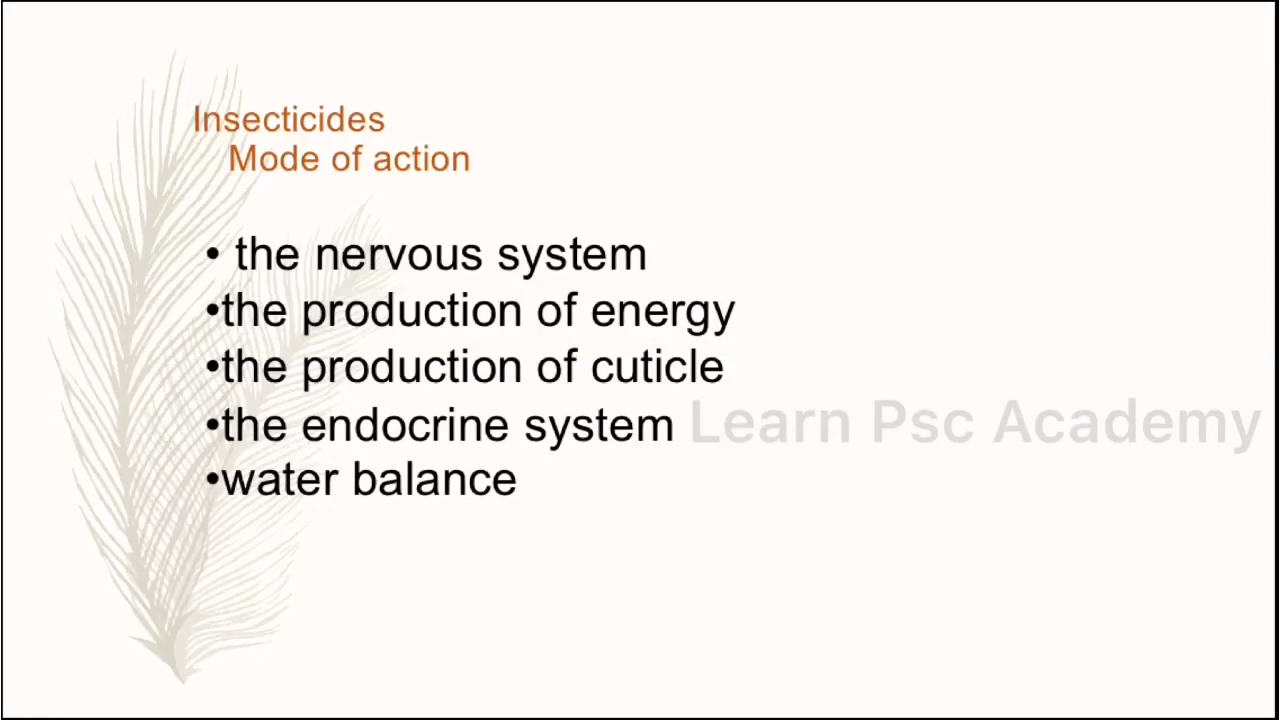 Insecticides
Mode of action
• the nervous system
•the production of energy
•the production of cuticle
•the endocrine system
Learn Psc Academy
•water balance